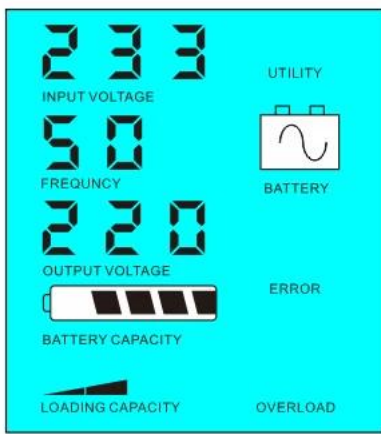 233
UTILITY
INPUT VOLTAGE
50
FREQUNCY
BATTERY
220
OUTPUT VOLTAGE
ERROR
BATTERY CAPACITY
LOADING CAPACITY
OVERLOAD